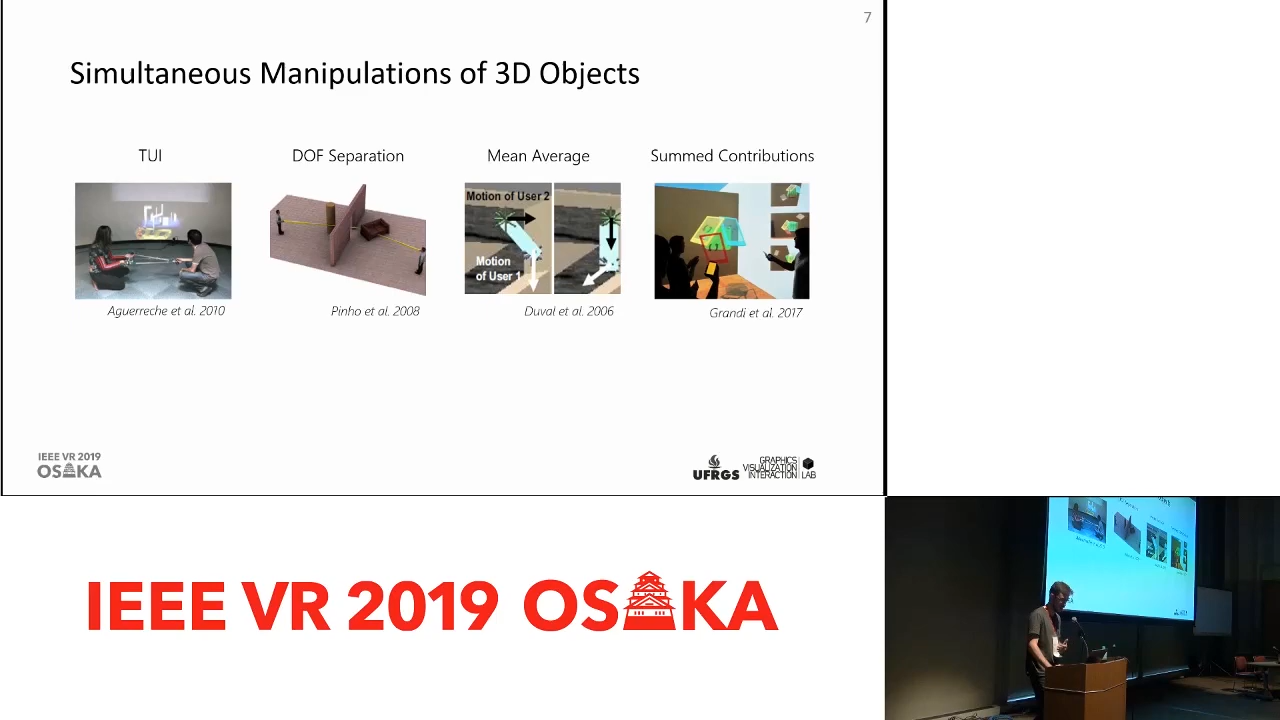 7
Simultaneous Manipulations of 3D Objects
TUI
DOF Separation
Mean Average
Summed Contributions
Motion of User 2
Motion
of User 1
Aguerreche et al. 2010
Pinho et al. 2008
Duval et al. 2006
Grandi et al. 2017
IEEE VR 2019
OSAKA
UFRGS
GRAPHICS
VISUALIZATION
INTERACTION
LAB
IEEE VR 2019 OSAKA